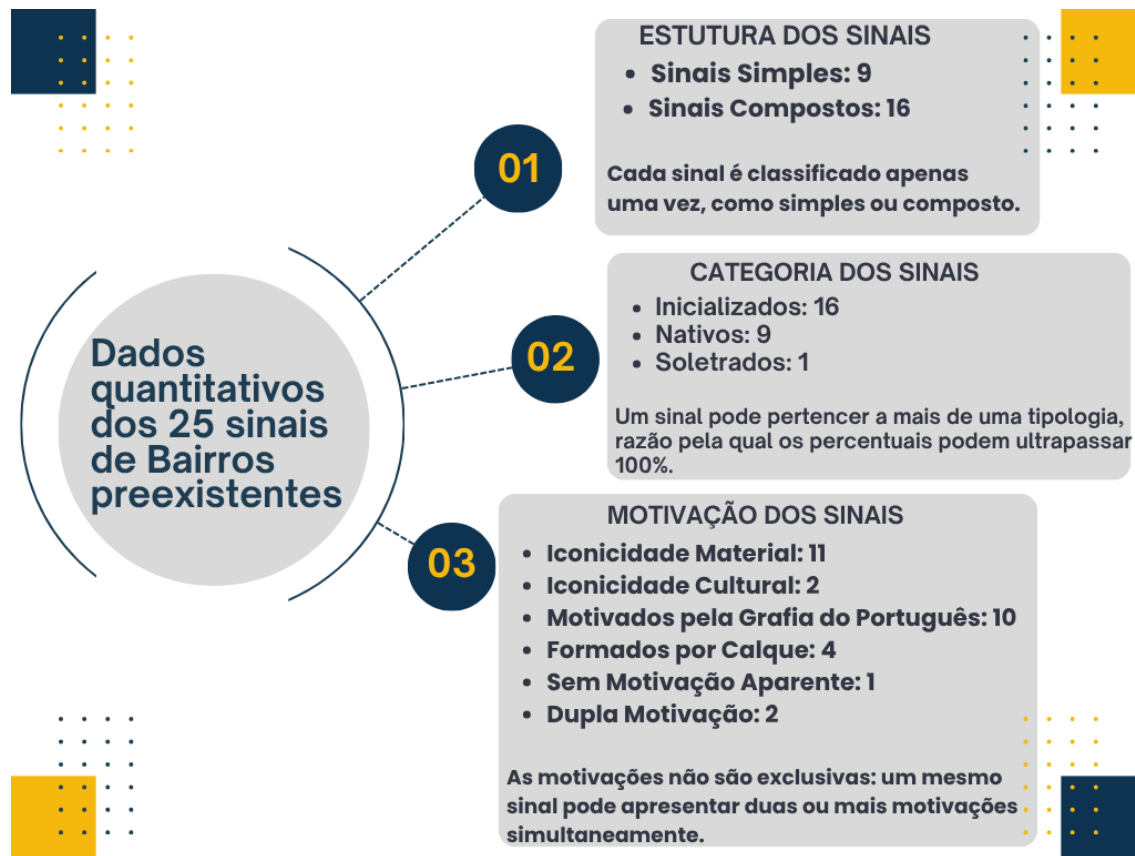 Dados
quantitativos
dos 25 sinais
de Bairros
preexistentes
01
ESTUTURA DOS SINAIS
• Sinais Simples: 9
• Sinais Compostos: 16
Cada sinal é classificado apenas
uma vez, como simples ou composto.
02
CATEGORIA DOS SINAIS
• Inicializados: 16
• Nativos: 9
• Soletrados: 1
Um sinal pode pertencer a mais de uma tipologia,
razão pela qual os percentuais podem ultrapassar
100%.
03
MOTIVAÇÃO DOS SINAIS
• Iconicidade Material: 11
• Iconicidade Cultural: 2
• Motivados pela Grafia do Português: 10
• Formados por Calque: 4
• Sem Motivação Aparente: 1
• Dupla Motivação: 2
As motivações não são exclusivas: um mesmo
sinal pode apresentar duas ou mais motivações
simultaneamente.